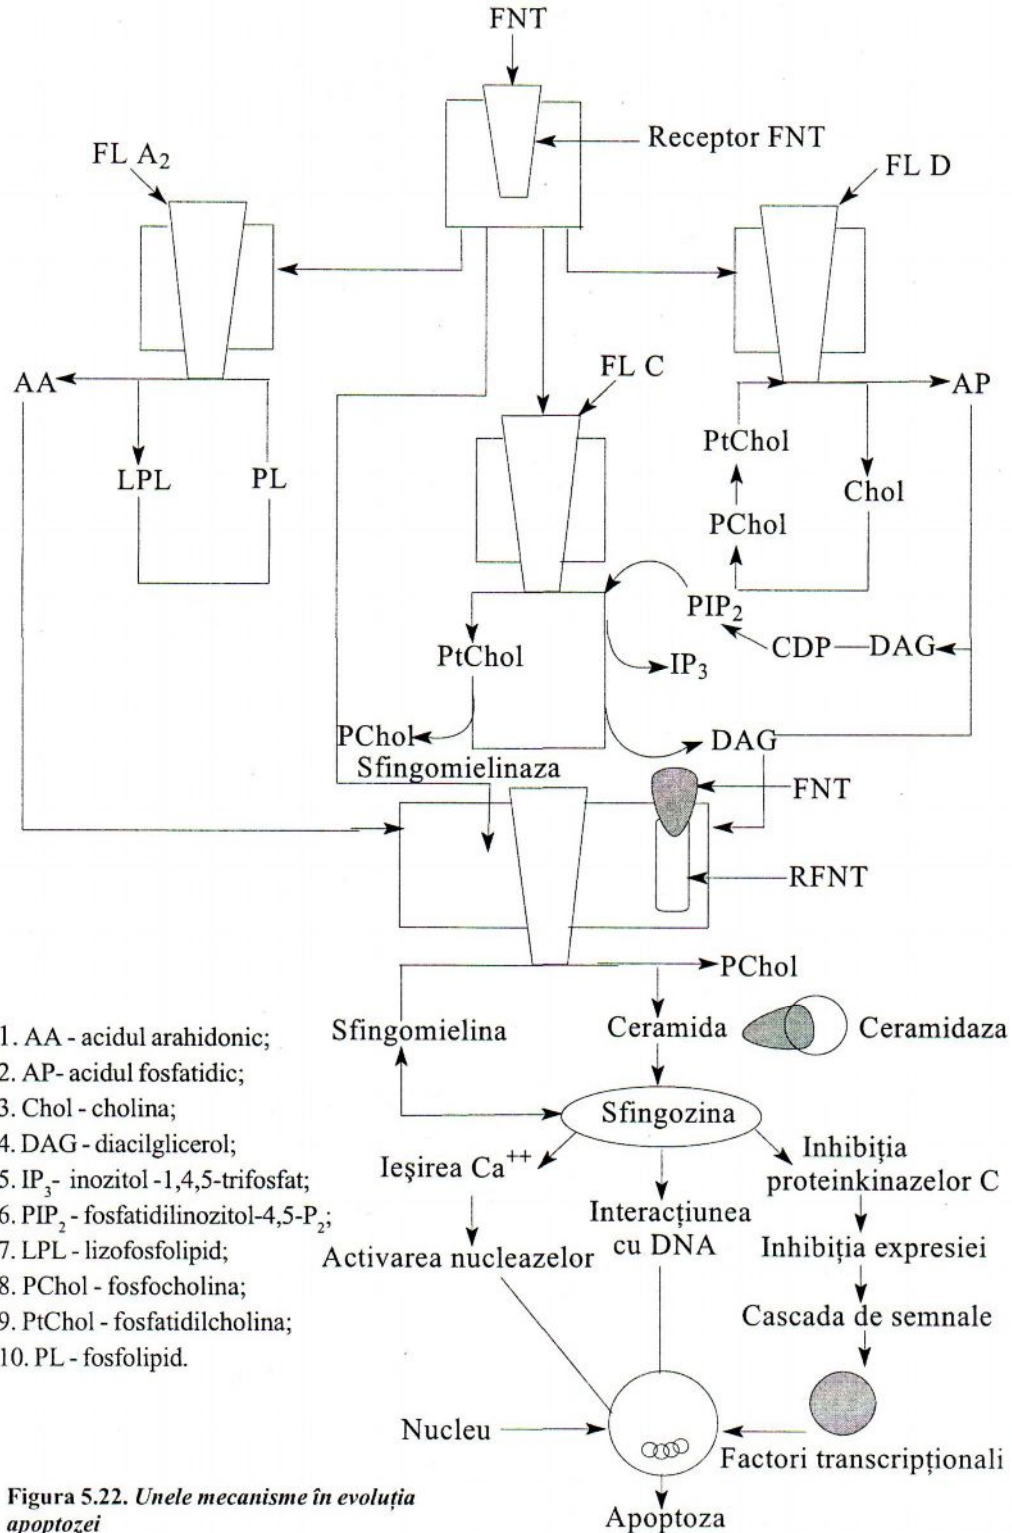 FNT
Receptor FNT
FL A2
FL D
FL C
AA
AP
LPL
PL
PtChol
Chol
PChol
PIP2
CDP
DAG
PtChol
IP3
PChol
DAG
Sfingomielinaza
FNT
RFNT
PChol
Sfingomielina
Ceramida
Ceramidaza
Sfingozina
Ieşirea Ca++
Inhibiţia
proteinkinazelor C
Interacţiunea
cu DNA
Activarea nucleazelor
Inhibiţia expresiei
Cascada de semnale
Nucleu
Factori transcripţionali
Apoptoza
1. AA - acidul arahidonic;
2. AP- acidul fosfatidic;
3. Chol - cholina;
4. DAG - diacilglicerol;
5. IP3- inozitol -1,4,5-trifosfat;
6. PIP2 - fosfatidilinozitol-4,5-P2;
7. LPL - lizofosfolipid;
8. PChol - fosfocholina;
9. PtChol - fosfatidilcholina;
10. PL - fosfolipid.
Figura 5.22. Unele mecanisme în evoluţia
apoptozei